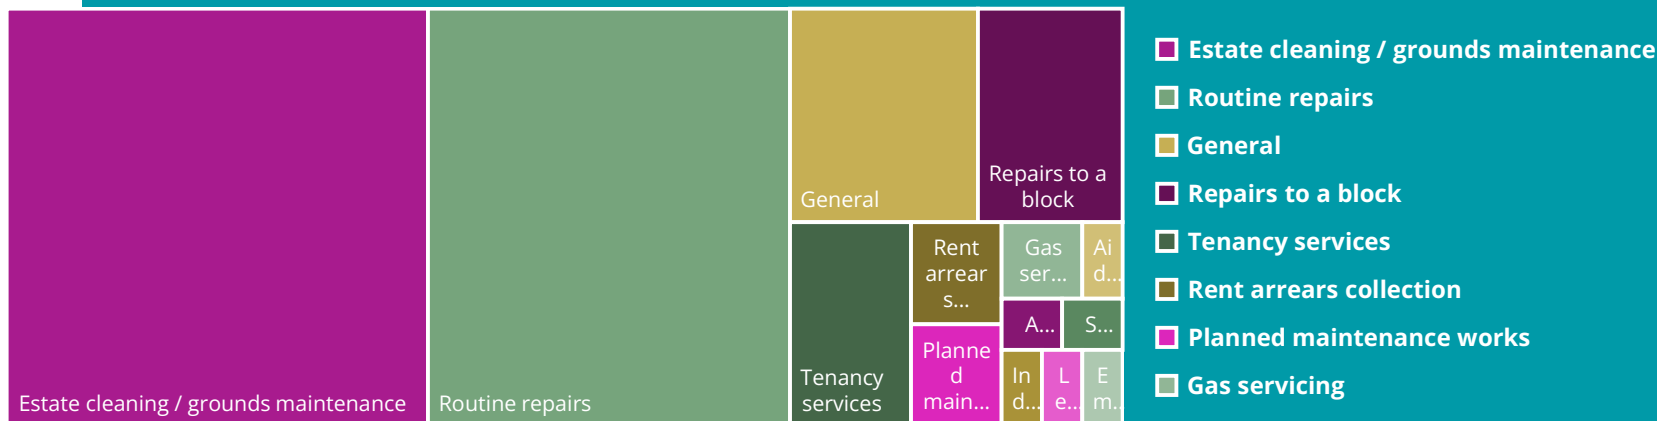 Estate cleaning / grounds maintenance
Routine repairs
General
Repairs to a
block
Tenancy
services
Rent
arrear
s...
Planne
d
main...
Gas
ser...
Ai
d...
A...
S...
In
d...
L
e...
E
m...
Estate cleaning / grounds maintenance
Routine repairs
General
Repairs to a block
Tenancy services
Rent arrears collection
Planned maintenance works
Gas servicing